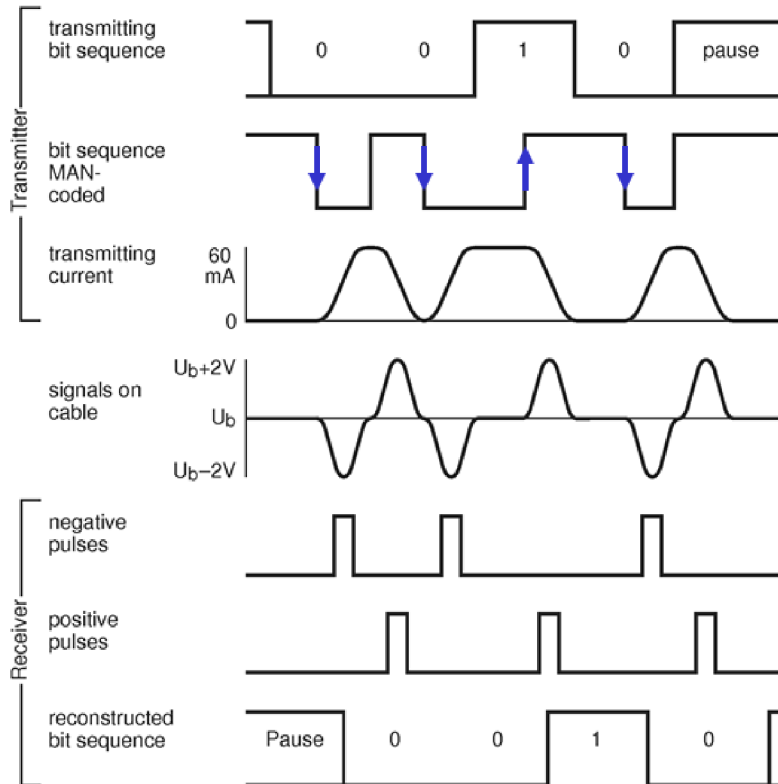 Transmitter
transmitting
bit sequence
0 0 1 0 pause
bit sequence
MAN-
coded
transmitting
current
60
mA
0
signals on
cable
Ub+2V
Ub
Ub–2V
Receiver
negative
pulses
positive
pulses
reconstructed
bit sequence
Pause 0 0 1 0